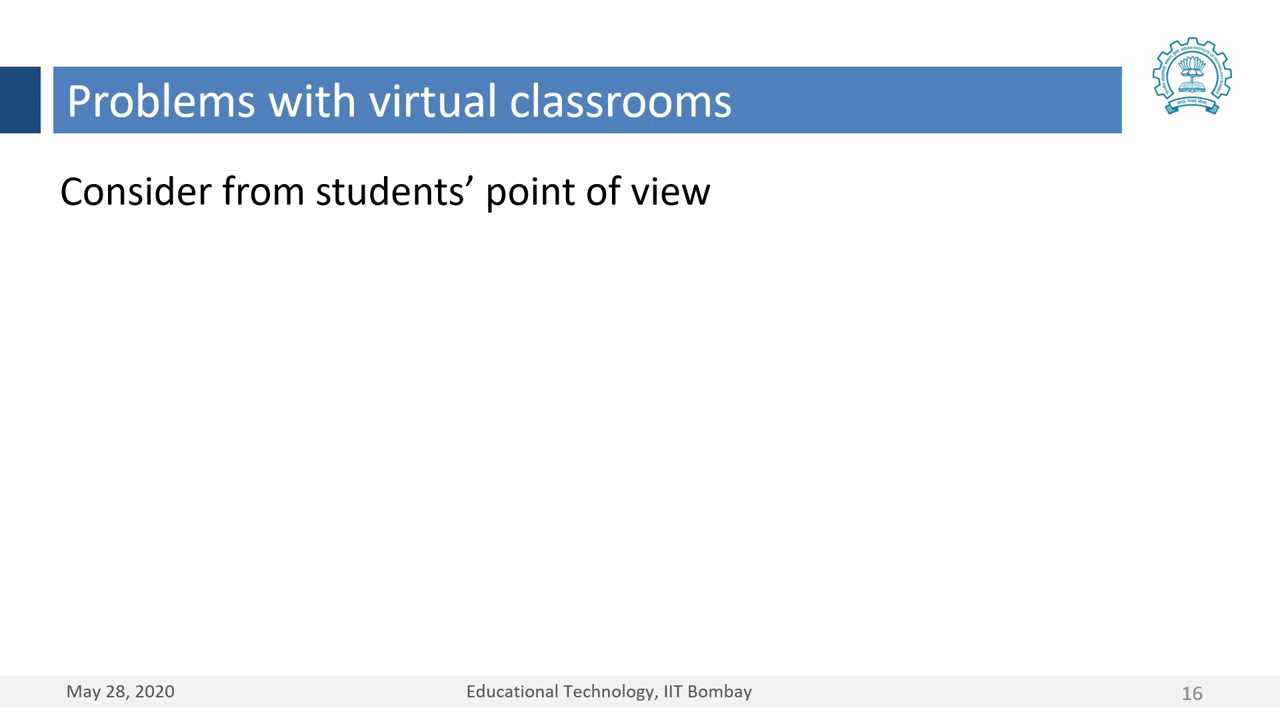 Problems with virtual classrooms
Consider from students’ point of view
May 28, 2020
Educational Technology, IIT Bombay
16